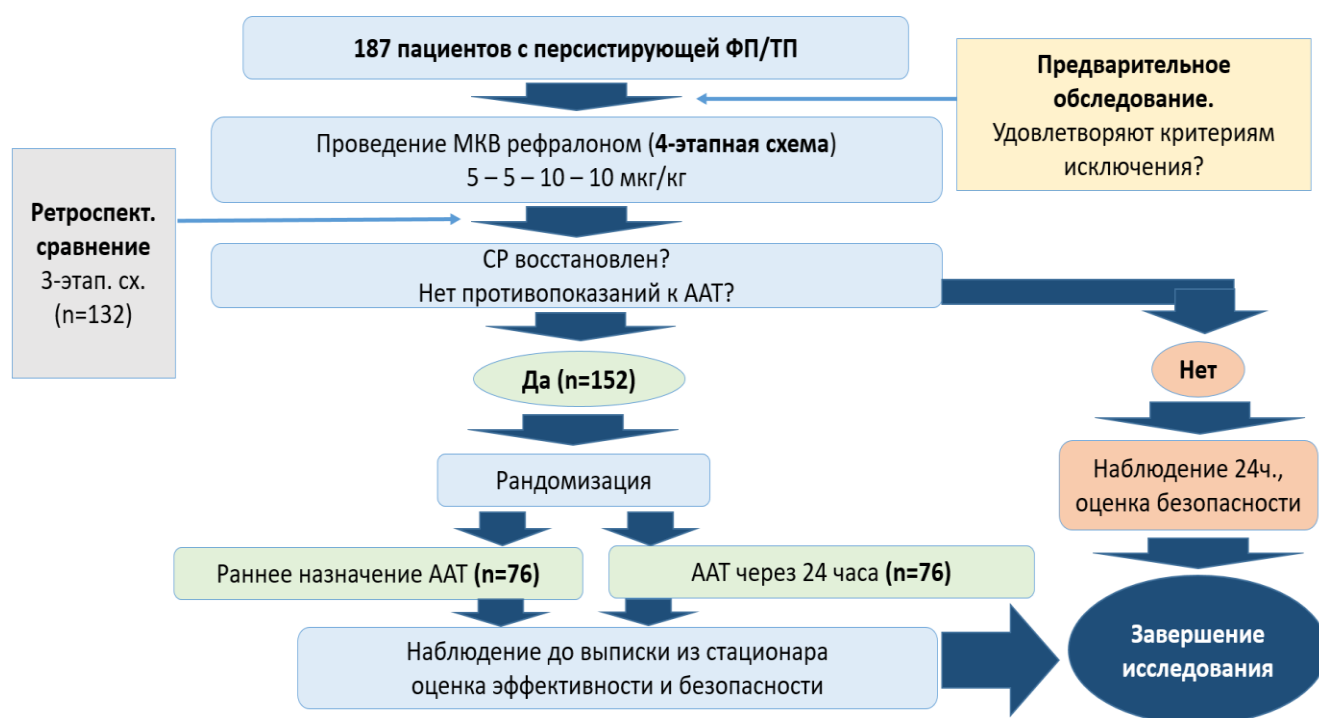 187 пациентов с персистирующей ФП/ТП
Предварительное
обследование.
Удовлетворяют критериям
исключения?
Проведение МКВ рефралоном (4-этапная схема)
5 – 5 – 10 – 10 мкг/кг
Ретроспект.
сравнение
3-этап. сх.
(n=132)
СР восстановлен?
Нет противопоказаний к ААТ?
Да (n=152)
Нет
Рандомизация
Наблюдение 24ч.,
оценка безопасности
Раннее назначение ААТ (n=76)
ААТ через 24 часа (n=76)
Наблюдение до выписки из стационара
оценка эффективности и безопасности
Завершение
исследования